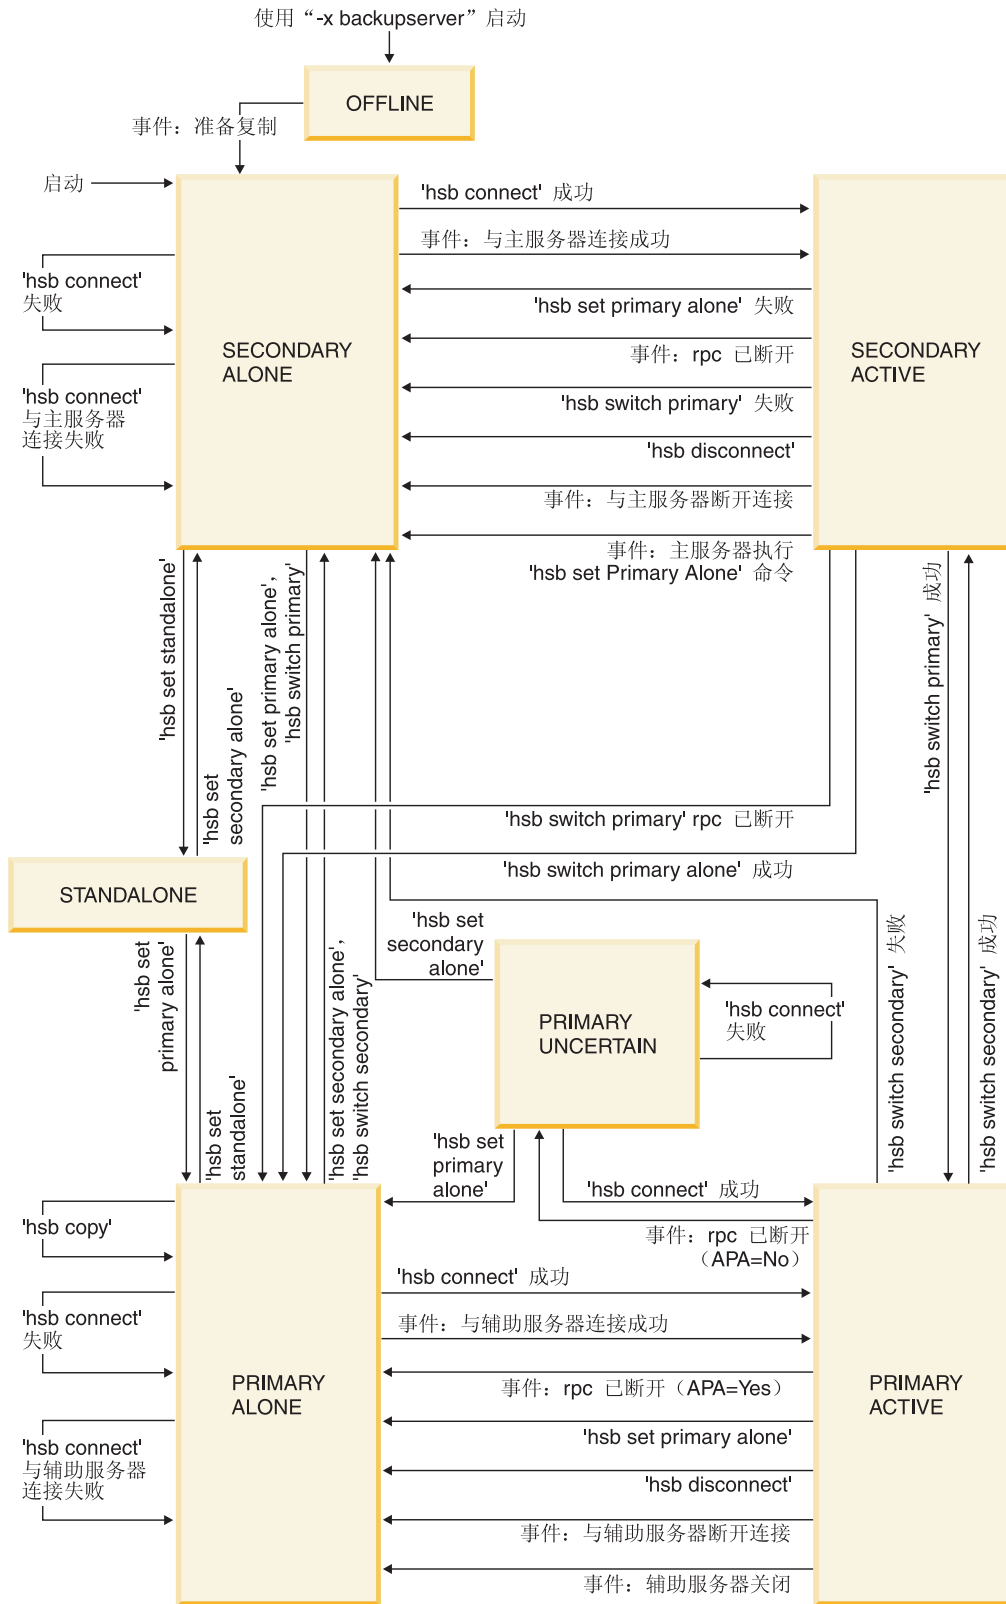 使用“-x backupserver”启动
OFFLINE
事件：准备复制
启动
'hsb connect' 成功
事件：与主服务器连接成功
'hsb connect'
失败
'hsb set primary alone' 失败
SECONDARY
ALONE
事件：rpc 已断开
SECONDARY
ACTIVE
'hsb connect'
与主服务器
连接失败
'hsb switch primary' 失败
'hsb disconnect'
事件：与主服务器断开连接
事件：主服务器执行
'hsb set Primary Alone' 命令
'hsb set standalone'
'hsb set
secondary alone'
'hsb set primary alone'，
'hsb switch primary'
'hsb switch primary' 成功
'hsb switch primary' rpc 已断开
'hsb switch primary alone' 成功
STANDALONE
'hsb set
primary alone'
'hsb set
standalone'
'hsb set secondary alone'，
'hsb switch secondary'
'hsb set
secondary
alone'
PRIMARY
UNCERTAIN
'hsb connect'
失败
'hsb switch secondary' 失败
'hsb switch secondary' 成功
'hsb set
primary
alone'
'hsb connect' 成功
事件：rpc 已断开
（APA=No）
'hsb copy'
'hsb connect' 成功
'hsb connect'
失败
事件：与辅助服务器连接成功
PRIMARY
ALONE
事件：rpc 已断开（APA=Yes）
PRIMARY
ACTIVE
'hsb set primary alone'
'hsb connect'
与辅助服务器
连接失败
'hsb disconnect'
事件：与辅助服务器断开连接
事件：辅助服务器关闭